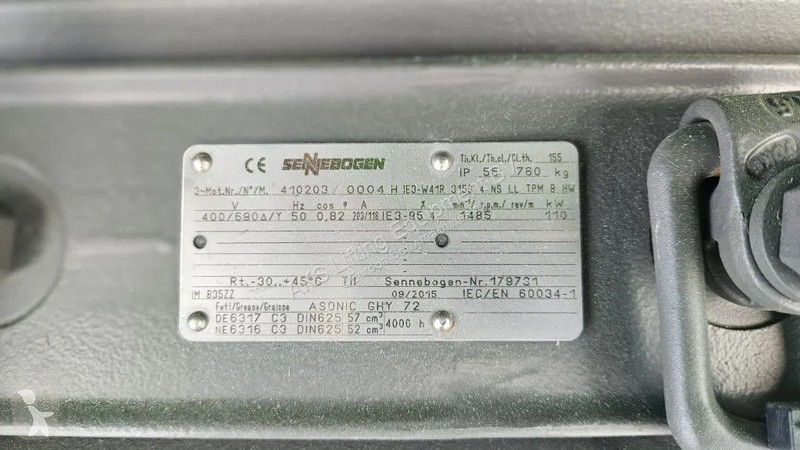 CE SENNEBOGEN Th.Kl./Th.cl./Cl.th. 155
IP 55 760 kg
3~Mot.Nr./N°/M. 410203/ 0004 H IE3-W41R 315S 4 NS LL TPM B HW
V Hz cos φ A % min⁻¹/r.p.m./rev/m kW
400/690Δ/Y 50 0,82 203/118 IE3-95 1485 110
- -
- -
Rt.-30..+45°C Sennebogen-Nr.179731
IM B35ZZ 09/2015 IEC/EN 60034-1
Fett/Grease/Graisse ASONIC GHY 72
DE6317 C3 DIN625 57 cm³
NE6316 C3 DIN625 52 cm³
4000 h